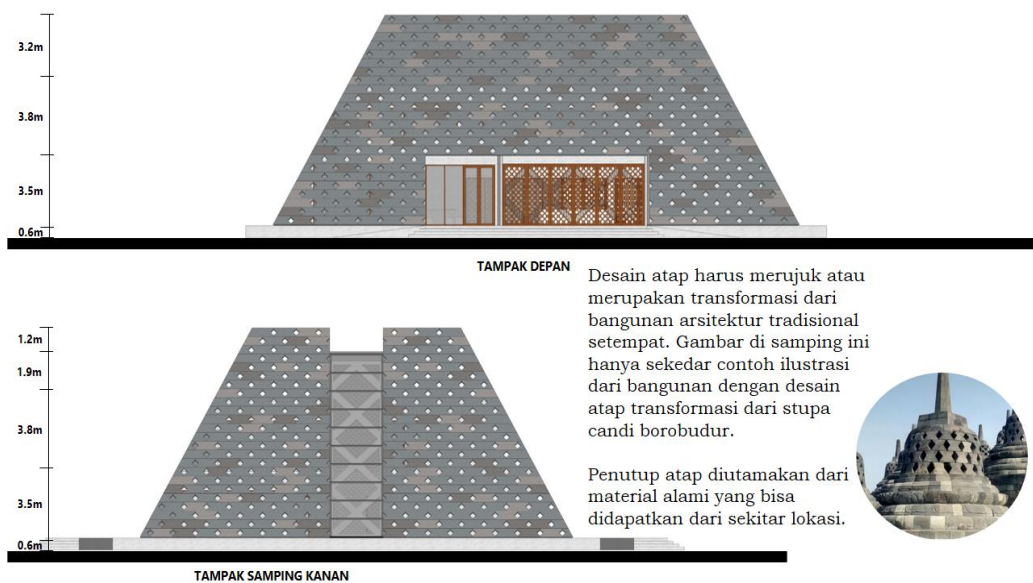 3.2m
3.8m
3.5m
0.6m
TAMPAK DEPAN
Desain atap harus merujuk atau
merupakan transformasi dari
bangunan arsitektur tradisional
setempat. Gambar di samping ini
hanya sekedar contoh ilustrasi
dari bangunan dengan desain
atap transformasi dari stupa
candi borobudur.
Penutup atap diutamakan dari
material alami yang bisa
didapatkan dari sekitar lokasi.
1.2m
1.9m
3.8m
3.5m
0.6m
TAMPAK SAMPING KANAN